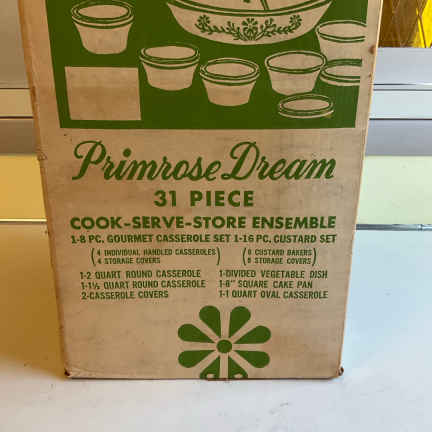 Primrose Dream
31 PIECE
COOK-SERVE-STORE ENSEMBLE
1-8 PC. GOURMET CASSEROLE SET 1-16 PC. CUSTARD SET
(4 INDIVIDUAL HANDLED CASSEROLES
4 STORAGE COVERS) (8 CUSTARD BAKERS
8 STORAGE COVERS)
1-2 QUART ROUND CASSEROLE 1-DIVIDED VEGETABLE DISH
1-1½ QUART ROUND CASSEROLE 1-8" SQUARE CAKE PAN
2-CASSEROLE COVERS 1-1 QUART OVAL CASSEROLE